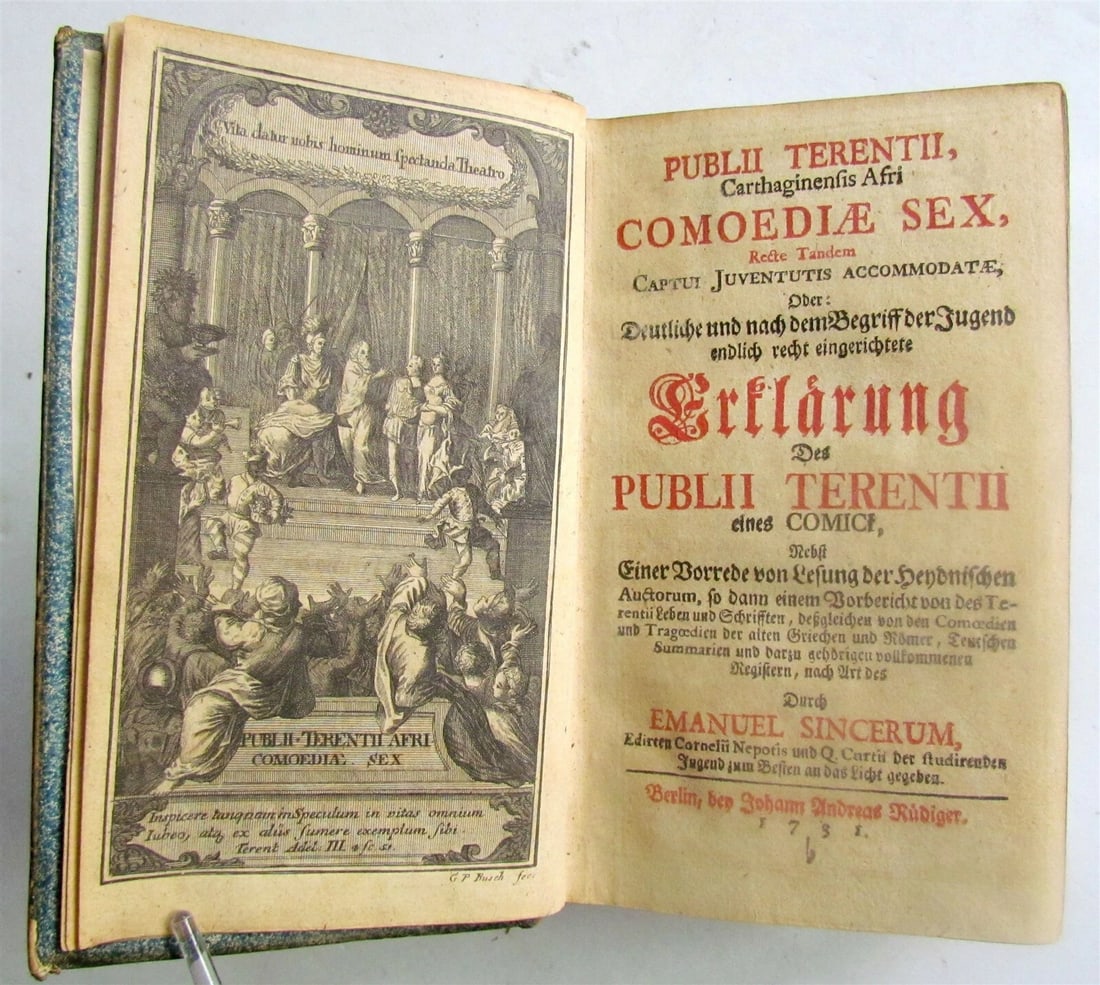 Vita datur uobis hominum spectanda Theatro
PUBLII TERENTII AFRI
COMOEDIÆ SEX
Inspicere tanquam in Speculum in vitas omnium
Iubeo, atq ex aliis sumere exemplum sibi.
Terent Adel. III
G. P. Busch fec.
PUBLII TERENTII,
Carthaginensis Afri
COMOEDIÆ SEX,
Recte Tandem
CAPTUI JUVENTUTIS ACCOMMODATÆ,
Oder:
Deutliche und nach dem Begriff der Jugend
endlich recht eingerichtete
Erklärung
Des
PUBLII TERENTII
eines COMICI,
Nebst
Einer Vorrede von Lesung der Heydnischen
Auctorum, so dann einem Vorbericht von des Te-
rentii Leben und Schrifften, deßgleichen von den Comœdien
und Tragœdien der alten Griechen und Römer, Teutschen
Summarien und darzu gehörigen vollkommenen
Registern, nach Art des
Durch
EMANUEL SINCERUM,
Edirten Cornelii Nepotis und Q. Curtii der studirenden
Jugend zum Besten an das Licht gegeben.
Berlin, bey Johann Andreas Rüdiger.
1731.
6